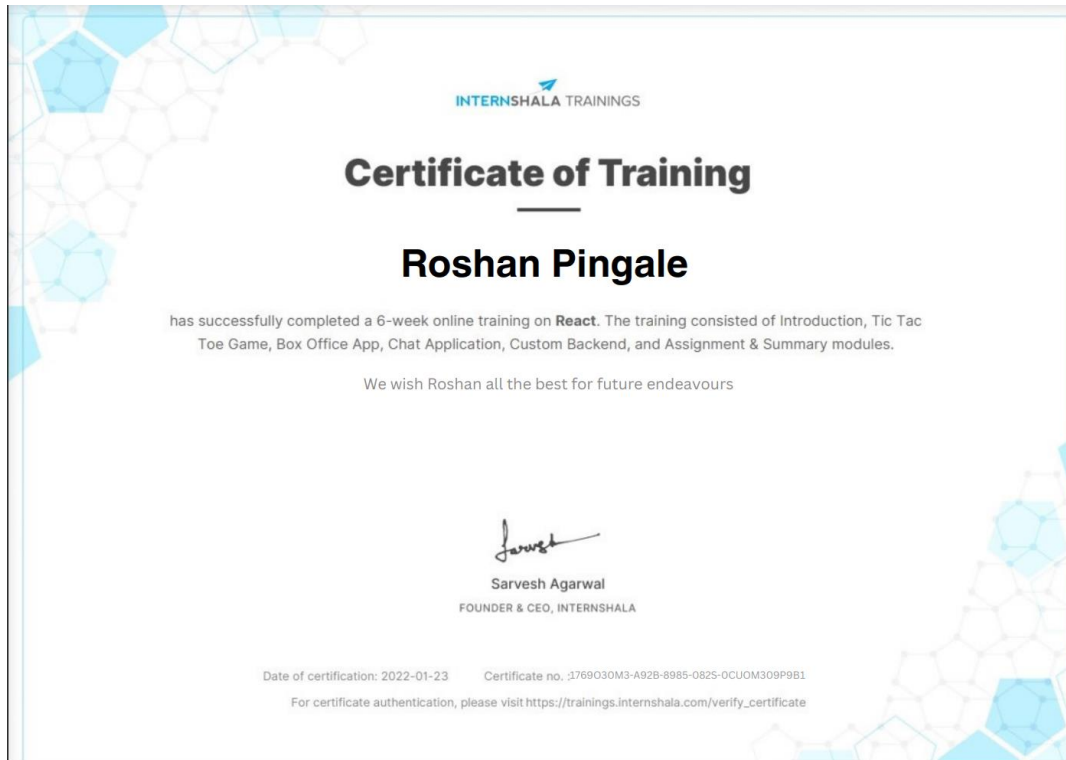 INTERNSHALA TRAININGS
Certificate of Training
Roshan Pingale
has successfully completed a 6-week online training on React. The training consisted of Introduction, Tic Tac
Toe Game, Box Office App, Chat Application, Custom Backend, and Assignment & Summary modules.
We wish Roshan all the best for future endeavours
Sarvesh
Sarvesh Agarwal
FOUNDER & CEO, INTERNSHALA
Date of certification: 2022-01-23 Certificate no. :1769O30M3-A92B-8985-082S-0CUOM309P9B1
For certificate authentication, please visit https://trainings.internshala.com/verify_certificate